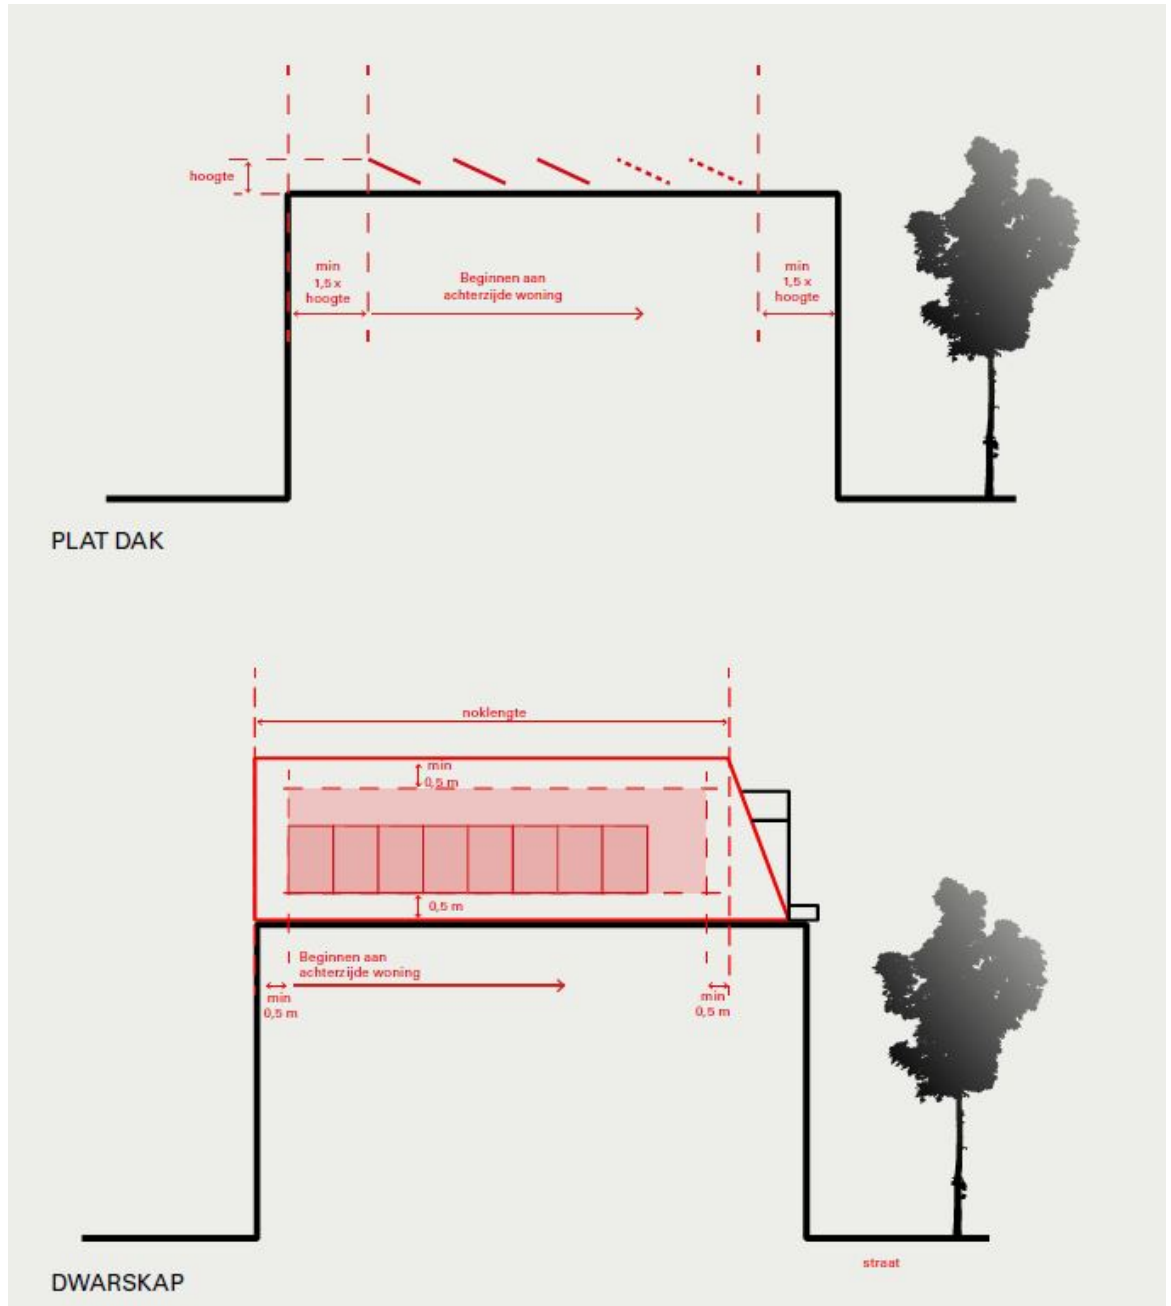 hoogte
min
1,5 x
hoogte
Beginnen aan
achterzijde woning
min
1,5 x
hoogte
PLAT DAK
noklengte
min
0,5 m
0,5 m
Beginnen aan
achterzijde woning
min
0,5 m
min
0,5 m
straat
DWARSKAP